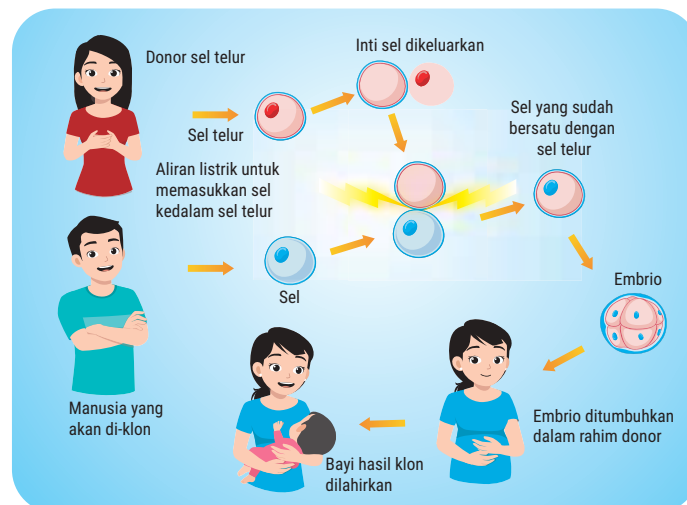 Donor sel telur
Inti sel dikeluarkan
Sel telur
Sel yang sudah
bersatu dengan
sel telur
Aliran listrik untuk
memasukkan sel
kedalam sel telur
Sel
Manusia yang
akan di-klon
Embrio
Embrio ditumbuhkan
dalam rahim donor
Bayi hasil klon
dilahirkan